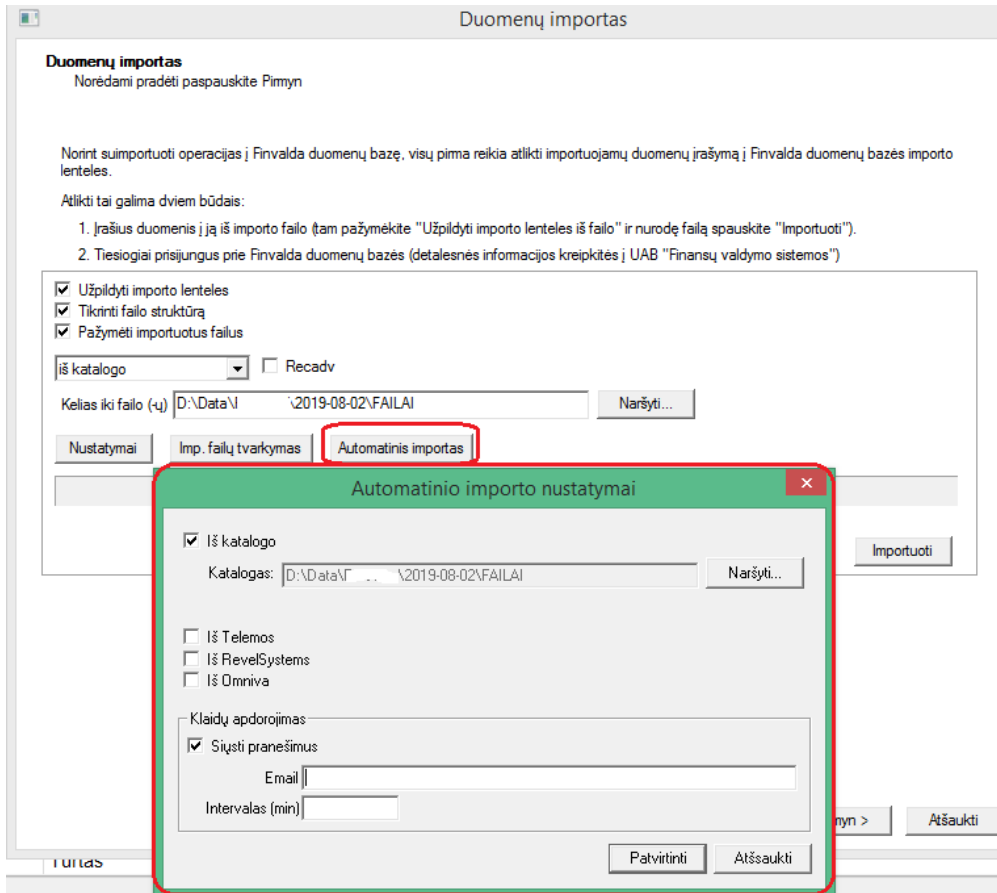 Duomenų importas
Duomenų importas
Norėdami pradėti paspauskite Pirmyn
Norint suimportuoti operacijas į Finvalda duomenų bazę, visų pirma reikia atlikti importuojamų duomenų įrašymą į Finvalda duomenų bazės importo
lenteles.
Atlikti tai galima dviem būdais:
1. Įrašius duomenis į ją iš importo failo (tam pažymėkite "Užpildyti importo lenteles iš failo" ir nurodę failą spauskite "Importuoti").
2. Tiesiogiai prisijungus prie Finvalda duomenų bazės (detalesnės informacijos kreipkitės į UAB "Finansų valdymo sistemos")
Užpildyti importo lenteles
Tikrinti failo struktūrą
Pažymėti importuotus failus
iš katalogo
Recadv
Kelias iki failo (-ų) D:\Data\I \2019-08-02\FAILAI Naršyti...
Nustatymai Imp. failų tvarkymas Automatinis importas
Automatinio importo nustatymai
Iš katalogo
Importuoti
Katalogas: D:\Data\ \2019-08-02\FAILAI Naršyti...
Iš Telemos
Iš RevelSystems
Iš Omniva
Klaidų apdorojimas
Siųsti pranešimus
Email
Intervalas (min)
myn > Atšaukti
Patvirtinti Atšsaukti
Turtas